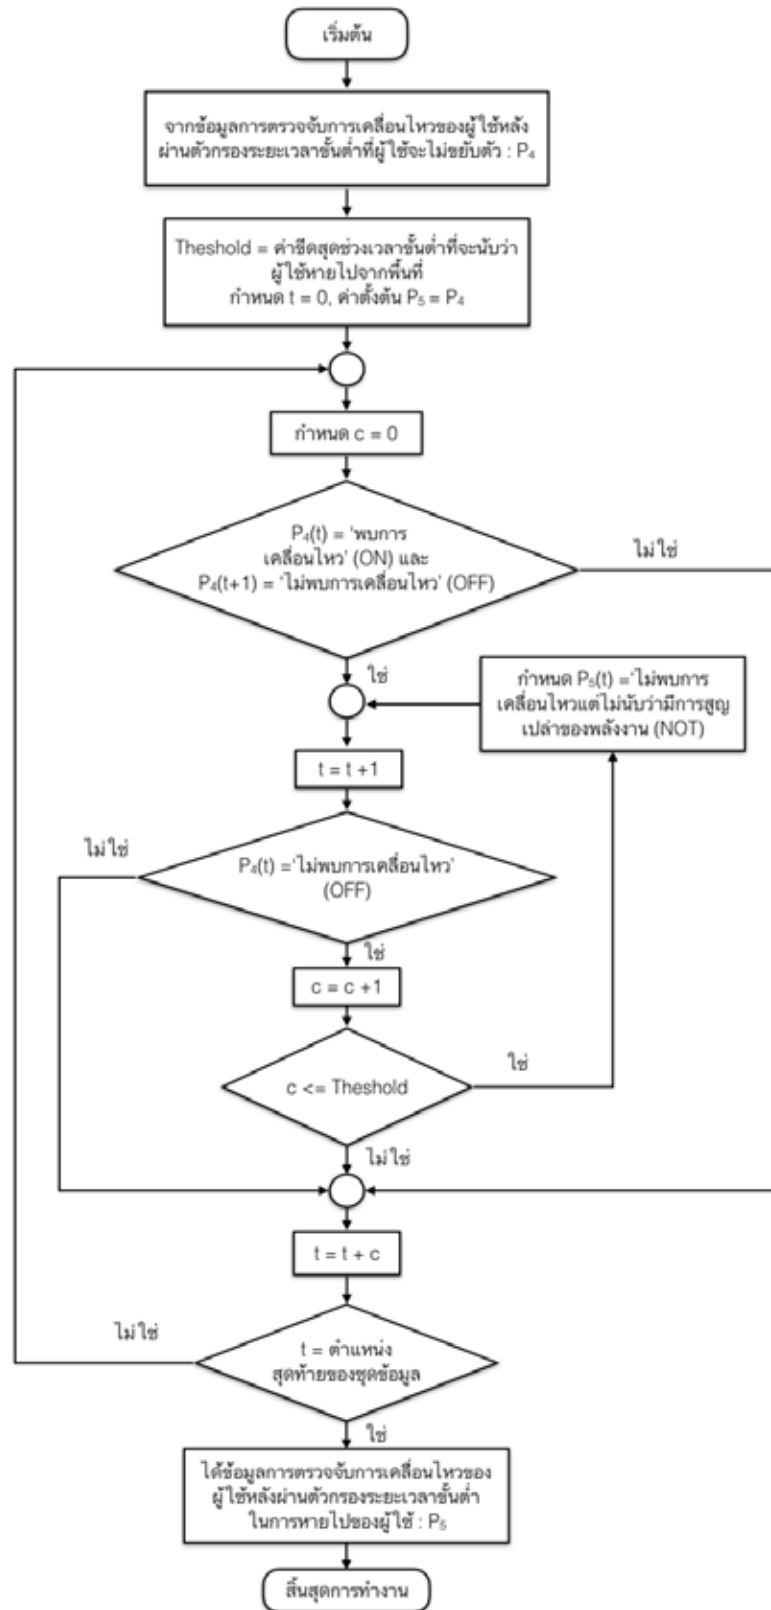 เริ่มต้น
จากข้อมูลการตรวจจับการเคลื่อนไหวของผู้ใช้หลัง
ผ่านตัวกรองระยะเวลาขั้นต่ำที่ผู้ใช้จะไม่ขยับตัว : P₄
Theshold = ค่าขีดสุดช่วงเวลาขั้นต่ำที่จะนับว่า
ผู้ใช้หายไปจากพื้นที่
กำหนด t = 0, ค่าตั้งต้น P₅ = P₄
กำหนด c = 0
P₄(t) = ‘พบการ
เคลื่อนไหว’ (ON) และ
P₄(t+1) = ‘ไม่พบการเคลื่อนไหว’ (OFF)
ไม่ใช่
ใช่
กำหนด P₅(t) =‘ไม่พบการ
เคลื่อนไหวแต่ไม่นับว่ามีการสูญ
เปล่าของพลังงาน (NOT)
t = t +1
ไม่ใช่
P₄(t) =‘ไม่พบการเคลื่อนไหว’
(OFF)
ใช่
c = c +1
c <= Theshold
ใช่
ไม่ใช่
t = t + c
ไม่ใช่
t = ตำแหน่ง
สุดท้ายของชุดข้อมูล
ใช่
ได้ข้อมูลการตรวจจับการเคลื่อนไหวของ
ผู้ใช้หลังผ่านตัวกรองระยะเวลาขั้นต่ำ
ในการหายไปของผู้ใช้ : P₅
สิ้นสุดการทำงาน